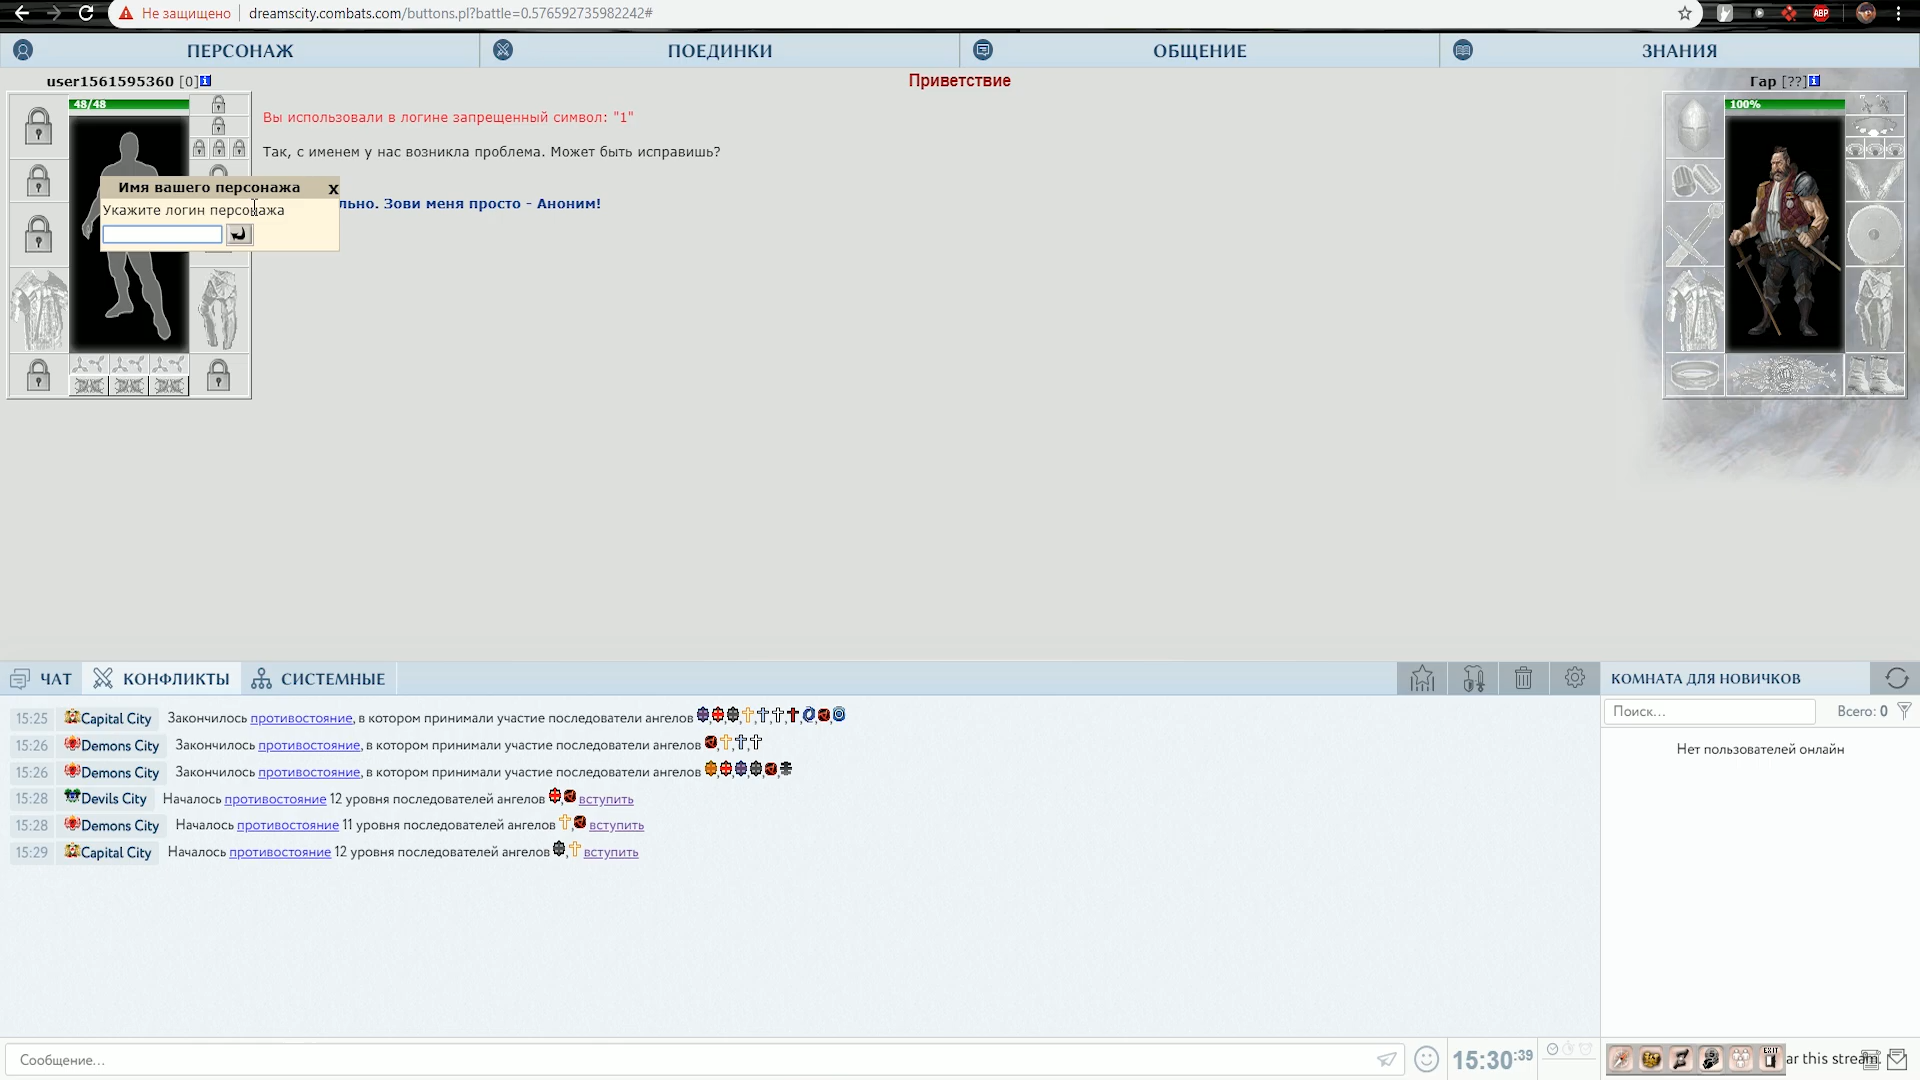 Не защищено
dreamscity.combats.com/buttons.pl?battle=0.576592735982242#
ABP
ПЕРСОНАЖ
ПОЕДИНКИ
ОБЩЕНИЕ
ЗНАНИЯ
user1561595360 [0]
Приветствие
Гар [??]
48/48
100%
Вы использовали в логине запрещенный символ: "1"
Так, с именем у нас возникла проблема. Может быть исправишь?
Имя вашего персонажа x
льно. Зови меня просто - Аноним!
Укажите логин персонажа
ЧАТ
КОНФЛИКТЫ
СИСТЕМНЫЕ
КОМНАТА ДЛЯ НОВИЧКОВ
Поиск...
Всего: 0
Нет пользователей онлайн
15:25 Capital City Закончилось противостояние, в котором принимали участие последователи ангелов
15:26 Demons City Закончилось противостояние, в котором принимали участие последователи ангелов
15:26 Demons City Закончилось противостояние, в котором принимали участие последователи ангелов
15:28 Devils City Началось противостояние 12 уровня последователей ангелов вступить
15:28 Demons City Началось противостояние 11 уровня последователей ангелов вступить
15:29 Capital City Началось противостояние 12 уровня последователей ангелов вступить
Сообщение...
15:30:39
EXIT
ar this stream.